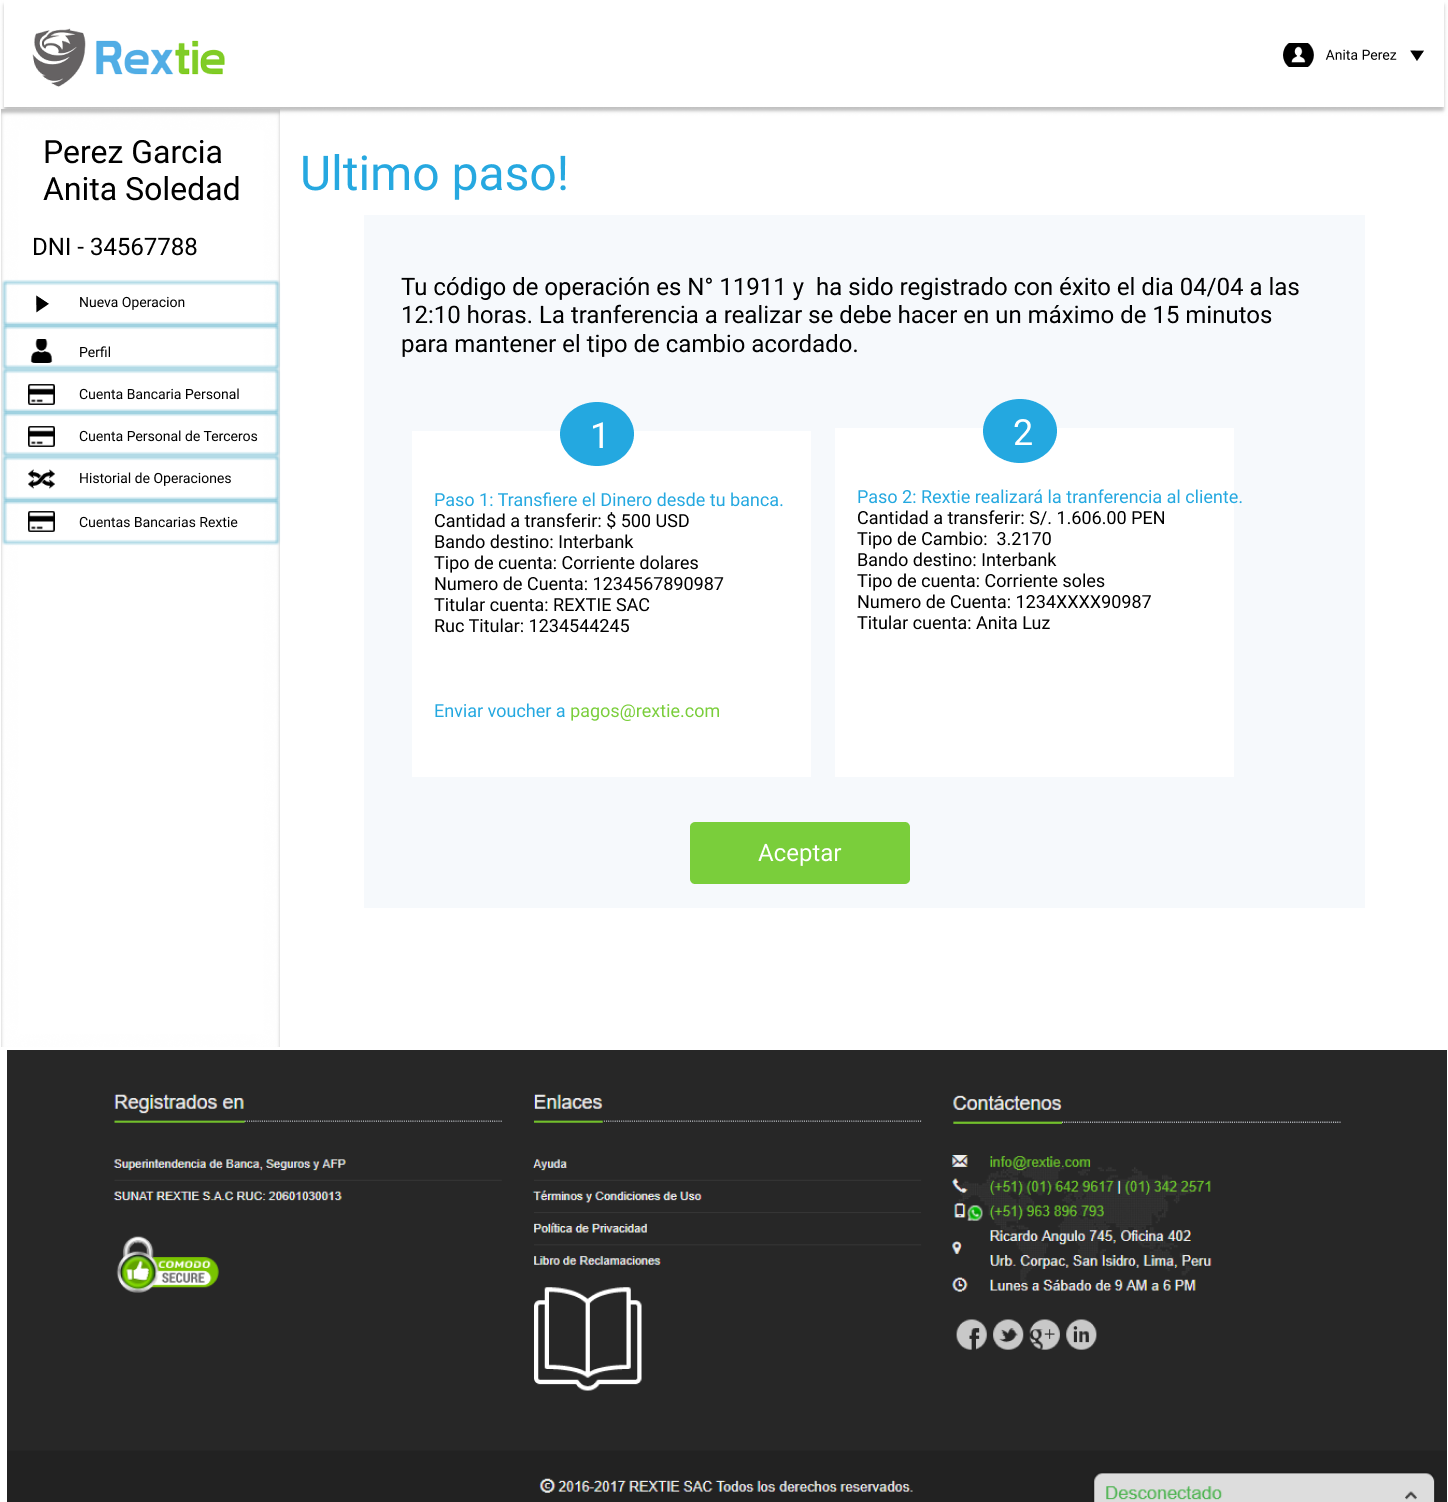 Rextie
Anita Perez
Perez Garcia
Anita Soledad
DNI - 34567788
Nueva Operacion
Perfil
Cuenta Bancaria Personal
Cuenta Personal de Terceros
Historial de Operaciones
Cuentas Bancarias Rextie
Ultimo paso!
Tu código de operación es N° 11911 y  ha sido registrado con éxito el dia 04/04 a las
12:10 horas. La tranferencia a realizar se debe hacer en un máximo de 15 minutos
para mantener el tipo de cambio acordado.
1
Paso 1: Transfiere el Dinero desde tu banca.
Cantidad a transferir: $ 500 USD
Bando destino: Interbank
Tipo de cuenta: Corriente dolares
Numero de Cuenta: 1234567890987
Titular cuenta: REXTIE SAC
Ruc Titular: 1234544245
Enviar voucher a pagos@rextie.com
2
Paso 2: Rextie realizará la tranferencia al cliente.
Cantidad a transferir: S/. 1.606.00 PEN
Tipo de Cambio:  3.2170
Bando destino: Interbank
Tipo de cuenta: Corriente soles
Numero de Cuenta: 1234XXXX90987
Titular cuenta: Anita Luz
Aceptar
Registrados en
Superintendencia de Banca, Seguros y AFP
SUNAT REXTIE S.A.C RUC: 20601030013
COMODO
SECURE
Enlaces
Ayuda
Términos y Condiciones de Uso
Política de Privacidad
Libro de Reclamaciones
Contáctenos
info@rextie.com
(+51) (01) 642 9617 | (01) 342 2571
(+51) 963 896 793
Ricardo Angulo 745, Oficina 402
Urb. Corpac, San Isidro, Lima, Peru
Lunes a Sábado de 9 AM a 6 PM
f
g+
in
© 2016-2017 REXTIE SAC Todos los derechos reservados.
Desconectado